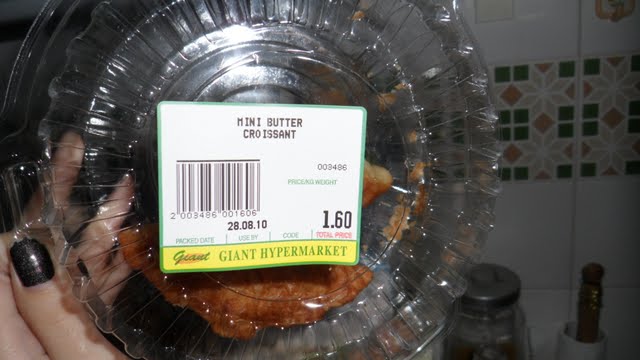 MINI BUTTER
CROISSANT
003486
PRICE/KG WEIGHT
2 003486 001606
28.08.10
1.60
PACKED DATE USE BY CODE TOTAL PRICE
Giant GIANT HYPERMARKET